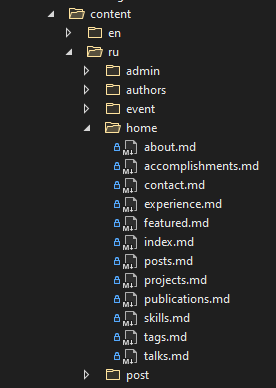 content
en
ru
admin
authors
event
home
about.md
accomplishments.md
contact.md
experience.md
featured.md
index.md
posts.md
projects.md
publications.md
skills.md
tags.md
talks.md
post